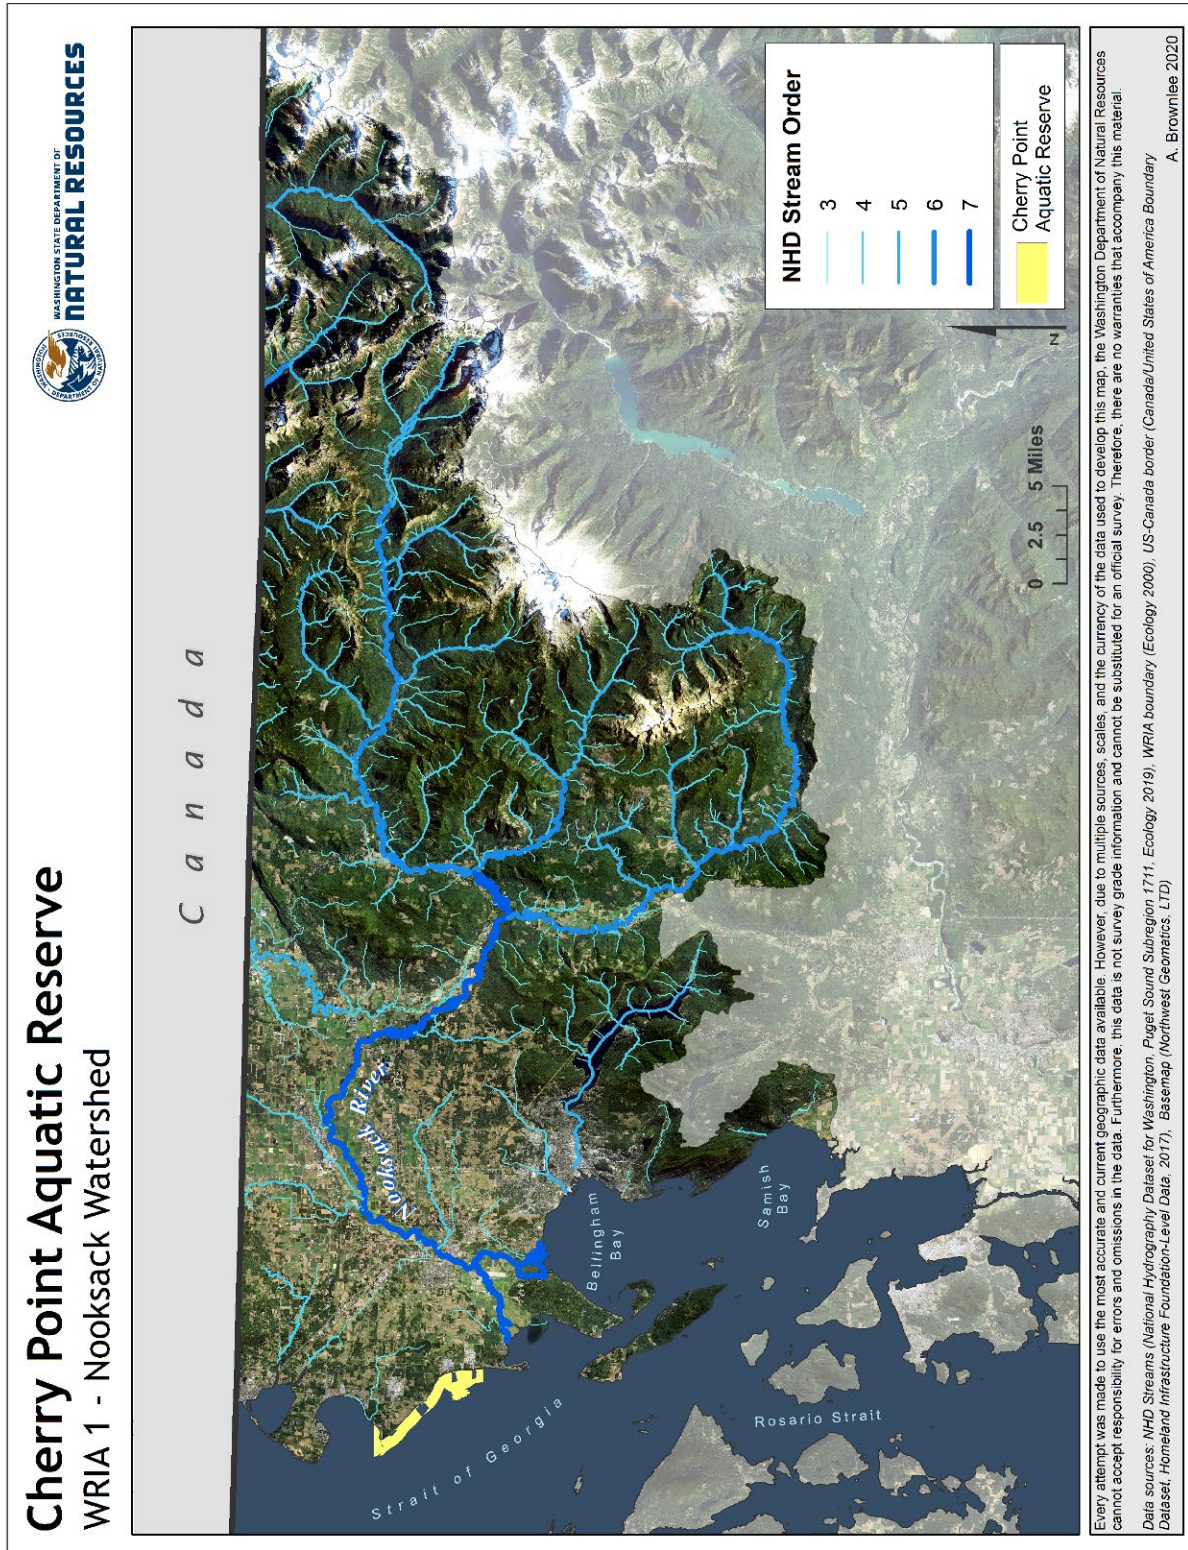 Cherry Point Aquatic Reserve
WRIA 1 - Nooksack Watershed
WASHINGTON STATE DEPARTMENT OF
NATURAL RESOURCES
Canada
Nooksack River
Bellingham
Bay
Samish
Bay
Strait of Georgia
Rosario Strait
0 2.5 5 Miles
N
NHD Stream Order
3
4
5
6
7
Cherry Point
Aquatic Reserve
Every attempt was made to use the most accurate and current geographic data available. However, due to multiple sources, scales, and the currency of the data used to develop this map, the Washington Department of Natural Resources
cannot accept responsibility for errors and omissions in the data. Furthermore, this data is not survey grade information and cannot be substituted for an official survey. Therefore, there are no warranties that accompany this material.
Data sources: NHD Streams (National Hydrography Dataset for Washington, Puget Sound Subregion 1711, Ecology 2019), WRIA boundary (Ecology 2000), US-Canada border (Canada/United States of America Boundary
Dataset, Homeland Infrastructure Foundation-Level Data, 2017), Basemap (Northwest Geomatics, LTD)
A. Brownlee 2020